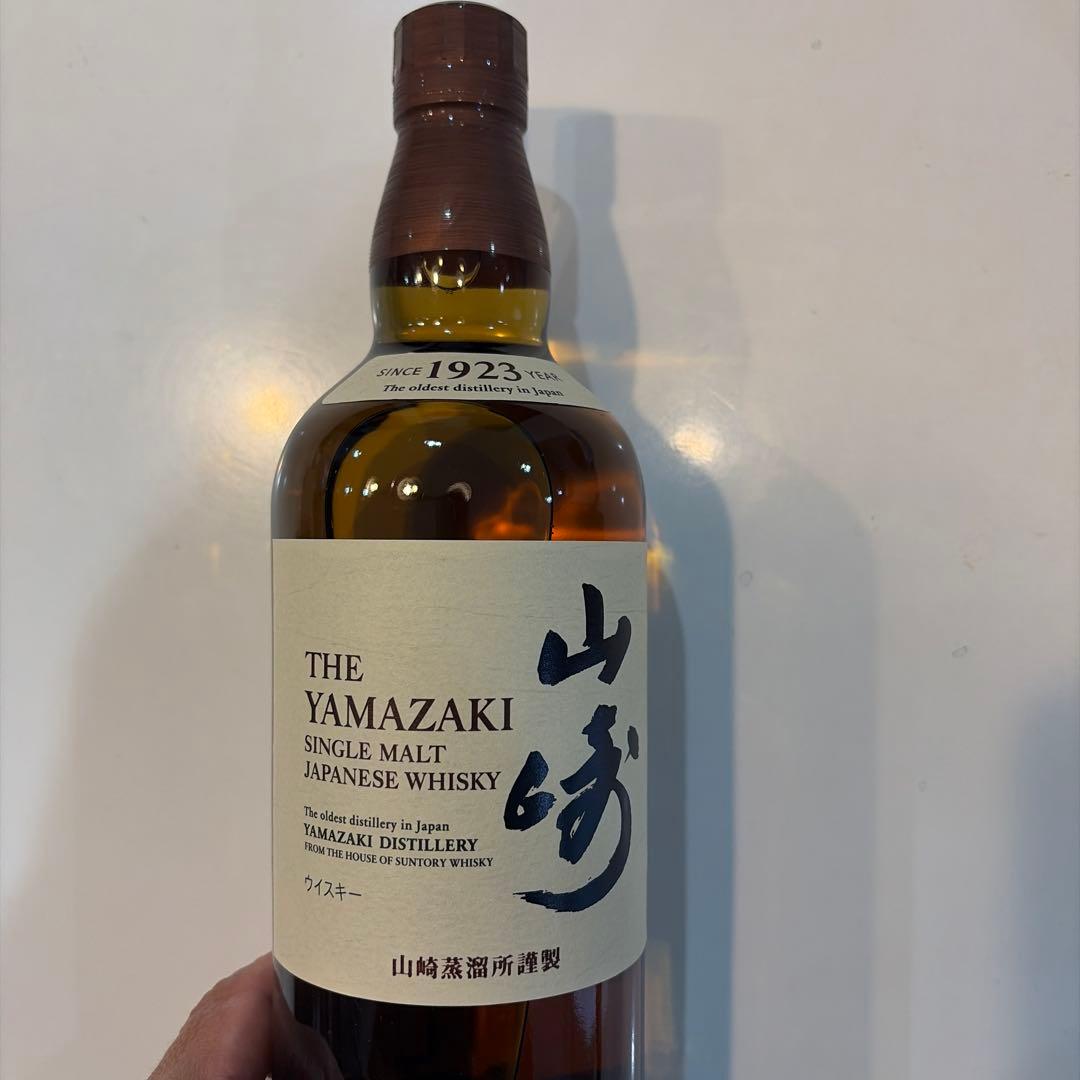 SINCE 1923 YEAR
The oldest distillery in Japan
THE
YAMAZAKI
SINGLE MALT
JAPANESE WHISKY
山崎
The oldest distillery in Japan
YAMAZAKI DISTILLERY
FROM THE HOUSE OF SUNTORY WHISKY
ウイスキー
山崎蒸溜所謹製